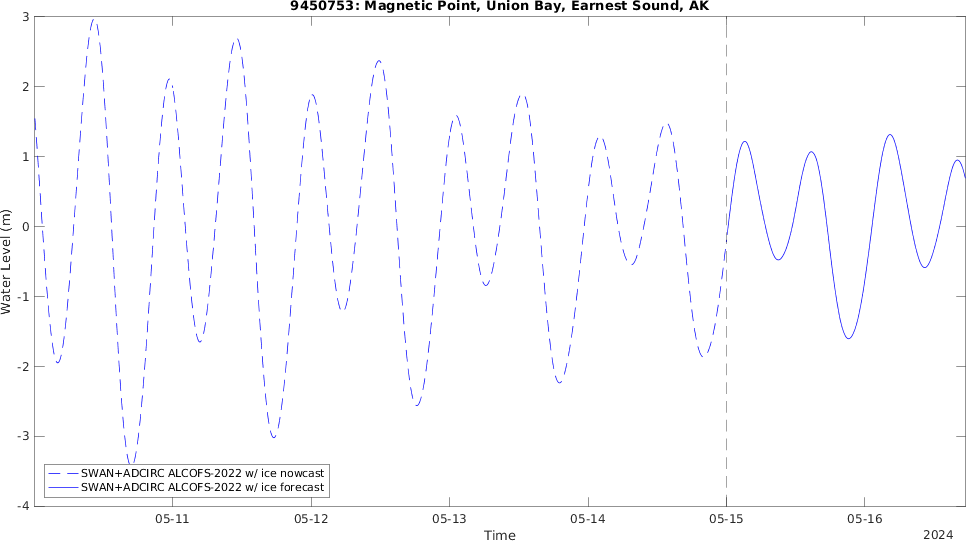 9450753: Magnetic Point, Union Bay, Earnest Sound, AK
Water Level (m)
3
2
1
0
-1
-2
-3
-4
SWAN+ADCIRC ALCOFS-2022 w/ ice nowcast
SWAN+ADCIRC ALCOFS-2022 w/ ice forecast
05-11 05-12 05-13 05-14 05-15 05-16
Time
2024